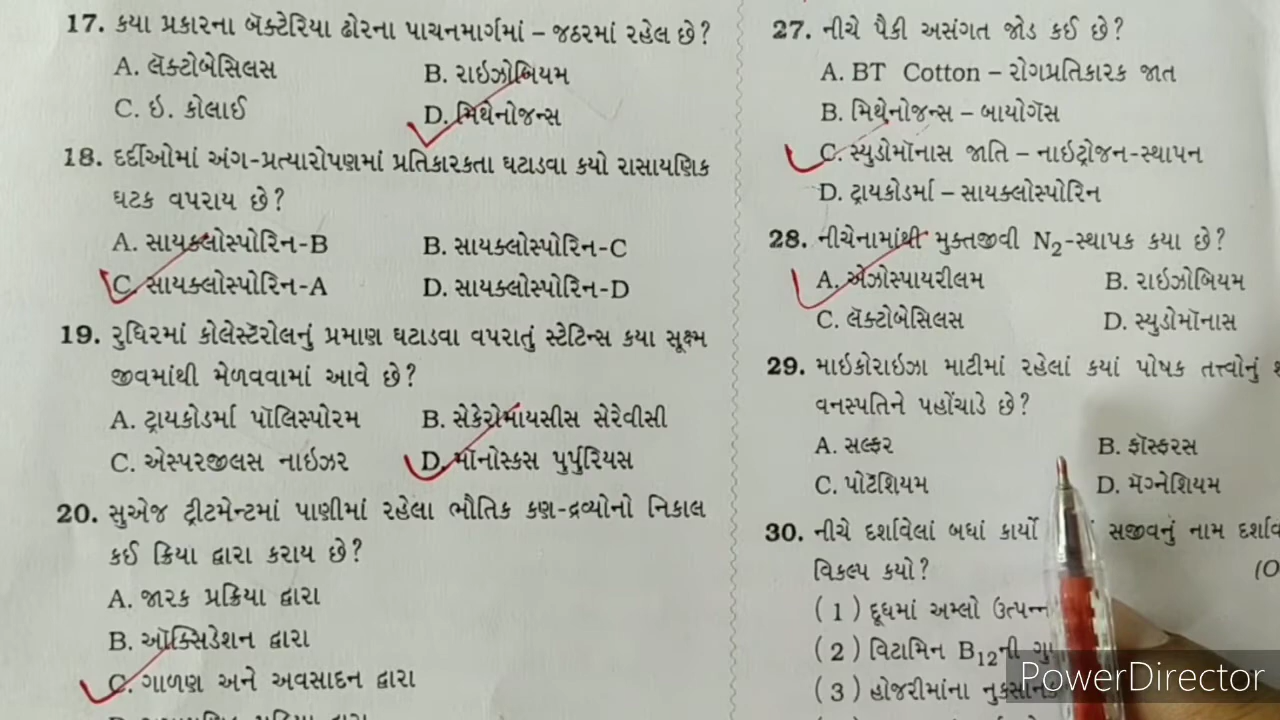 17. કયા પ્રકારના બૅક્ટેરિયા ઢોરના પાચનમાર્ગમાં – જઠરમાં રહેલ છે?
A. લૅક્ટોબેસિલસ B. રાઇઝોબિયમ
C. ઇ. કોલાઈ D. મિથેનોજન્સ
18. દર્દીઓમાં અંગ-પ્રત્યારોપણમાં પ્રતિકારકતા ઘટાડવા કયો રાસાયણિક
ઘટક વપરાય છે?
A. સાયક્લોસ્પોરિન-B B. સાયક્લોસ્પોરિન-C
C. સાયક્લોસ્પોરિન-A D. સાયક્લોસ્પોરિન-D
19. રુધિરમાં કોલેસ્ટૅરોલનું પ્રમાણ ઘટાડવા વપરાતું સ્ટેટિન્સ કયા સૂક્ષ્મ
જીવમાંથી મેળવવામાં આવે છે?
A. ટ્રાયકોડર્મા પૉલિસ્પોરમ B. સેકેરોમાયસીસ સેરેવીસી
C. એસ્પરજીલસ નાઇઝર D. મૉનોસ્કસ પુર્પુરિયસ
20. સુએજ ટ્રીટમેન્ટમાં પાણીમાં રહેલા ભૌતિક કણ-દ્રવ્યોનો નિકાલ
કઈ ક્રિયા દ્વારા કરાય છે?
A. જારક પ્રક્રિયા દ્વારા
B. ઑક્સિડેશન દ્વારા
C. ગાળણ અને અવસાદન દ્વારા
27. નીચે પૈકી અસંગત જોડ કઈ છે?
A. BT Cotton – રોગપ્રતિકારક જાત
B. મિથેનોજન્સ – બાયોગૅસ
C. સ્યુડોમૉનાસ જાતિ – નાઇટ્રોજન-સ્થાપન
D. ટ્રાયકોડર્મા – સાયક્લોસ્પોરિન
28. નીચેનામાંથી મુક્તજીવી N₂-સ્થાપક કયા છે?
A. એઝોસ્પાયરીલમ B. રાઇઝોબિયમ
C. લૅક્ટોબેસિલસ D. સ્યુડોમૉનાસ
29. માઇકોરાઇઝા માટીમાં રહેલાં કયાં પોષક તત્ત્વોનું
વનસ્પતિને પહોંચાડે છે?
A. સલ્ફર B. ફૉસ્ફરસ
C. પોટૅશિયમ D. મૅગ્નેશિયમ
30. નીચે દર્શાવેલાં બધાં કાર્યો સજીવનું નામ
વિકલ્પ કયો?
(1) દૂધમાં અમ્લો
(2) વિટામિન B₁₂ની
(3) હોજરીમાંના
PowerDirector